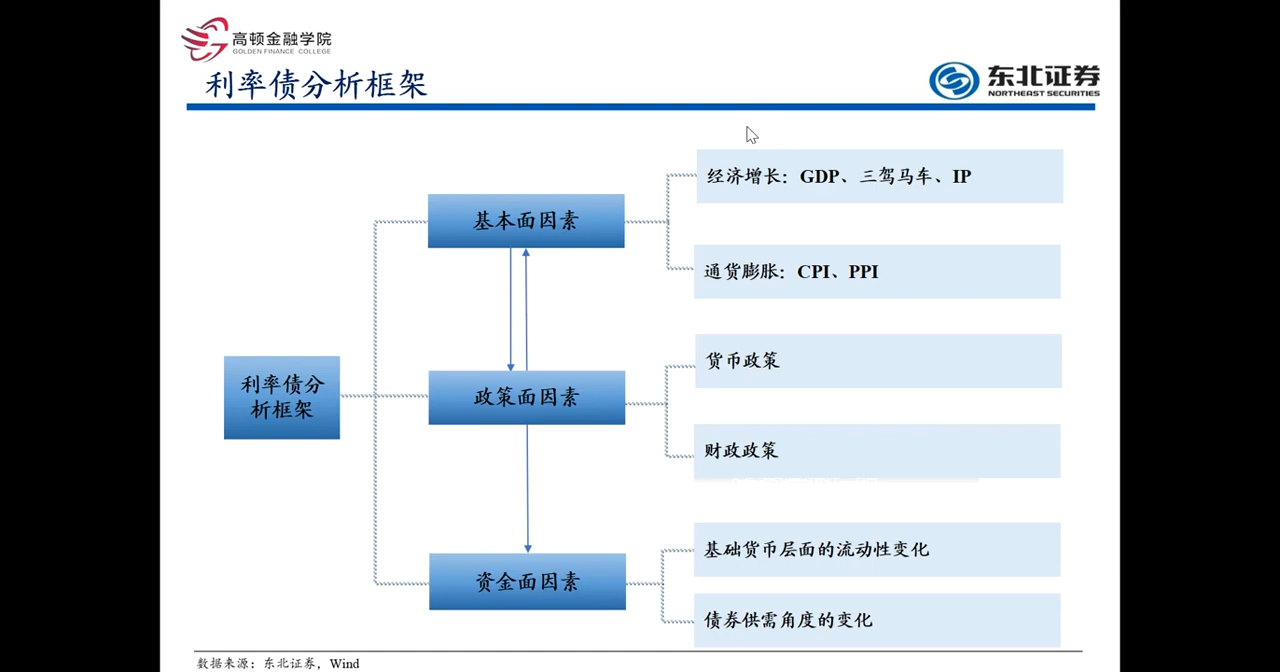 高顿金融学院
GOLDEN FINANCE COLLEGE
利率债分析框架
东北证券
NORTHEAST SECURITIES
经济增长：GDP、三驾马车、IP
基本面因素
通货膨胀：CPI、PPI
货币政策
利率债分
析框架
政策面因素
财政政策
基础货币层面的流动性变化
资金面因素
债券供需角度的变化
数据来源：东北证券，Wind